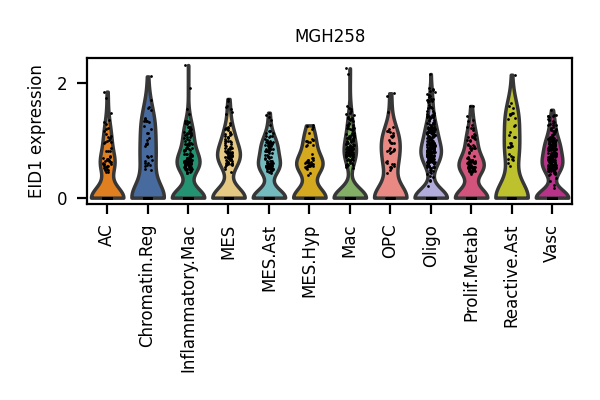 MGH258
EID1 expression
2
0
AC
Chromatin.Reg
Inflammatory.Mac
MES
MES.Ast
MES.Hyp
Mac
OPC
Oligo
Prolif.Metab
Reactive.Ast
Vasc